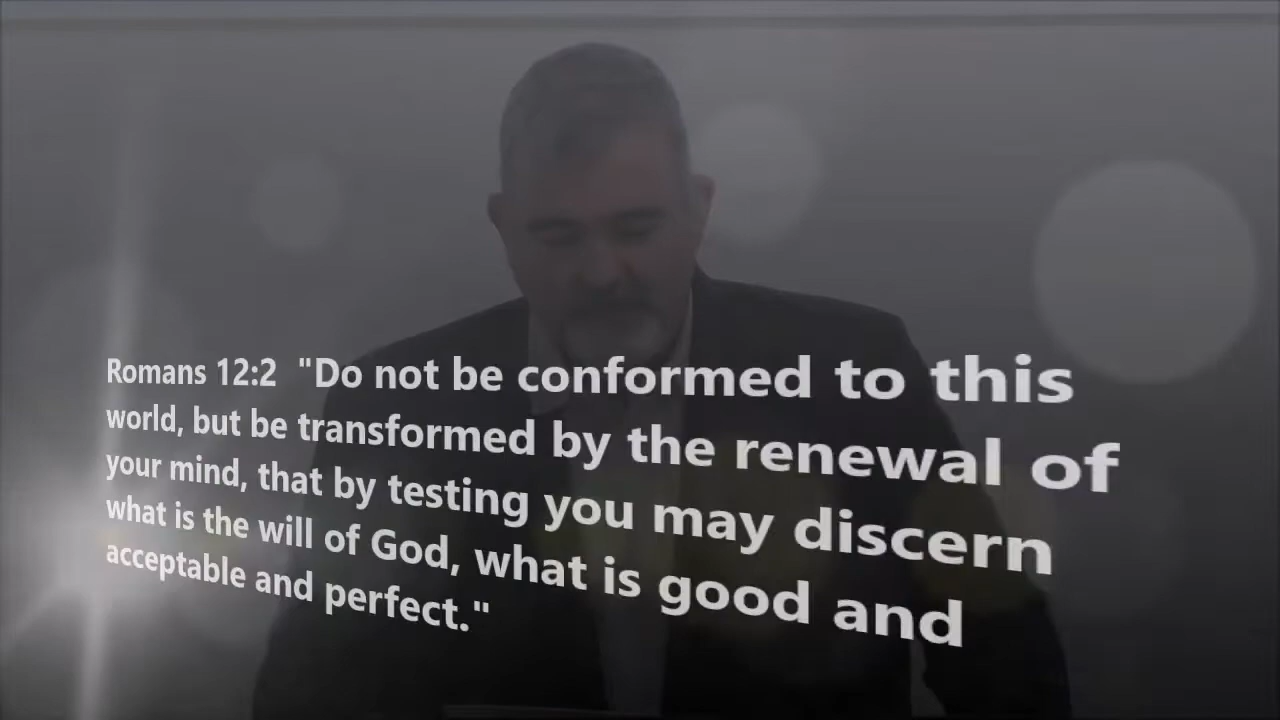 Romans 12:2 "Do not be conformed to this
world, but be transformed by the renewal of
your mind, that by testing you may discern
what is the will of God, what is good and
acceptable and perfect."